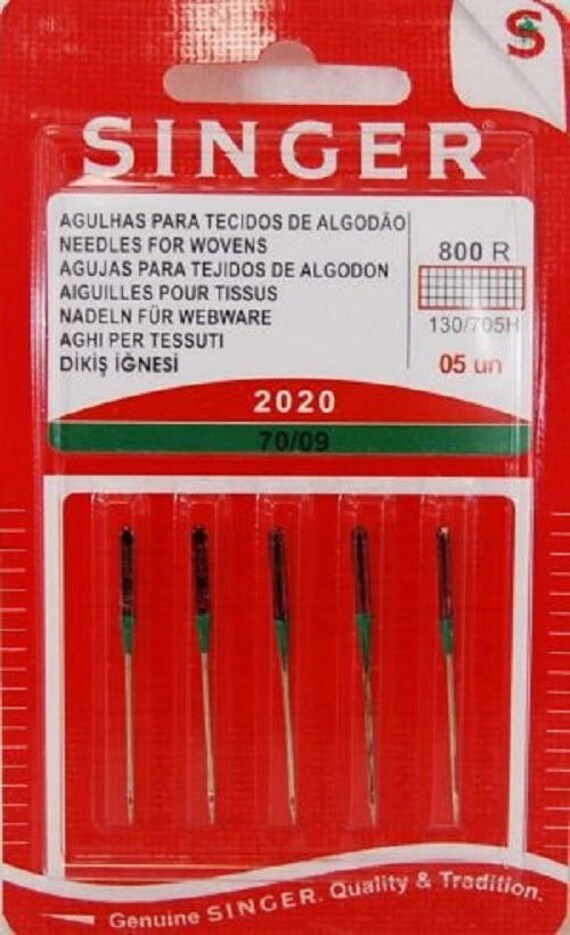 S
SINGER®
AGULHAS PARA TECIDOS DE ALGODÃO
NEEDLES FOR WOVENS
AGUJAS PARA TEJIDOS DE ALGODON
AIGUILLES POUR TISSUS
NADELN FÜR WEBWARE
AGHI PER TESSUTI
DİKİŞ İĞNESİ
800 R
130/705H
05 un
2020
70/09
Genuine SINGER. Quality & Tradition.